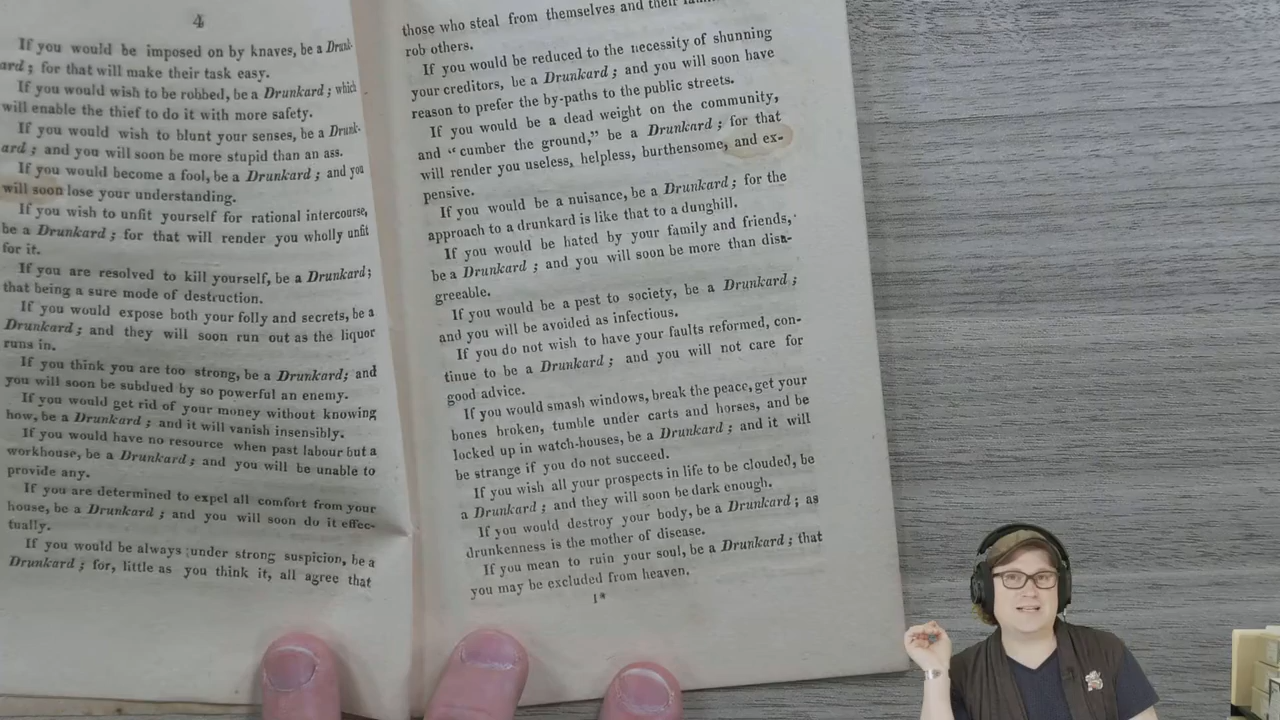 4
If you would be imposed on by knaves, be a Drunk-
ard; for that will make their task easy.
If you would wish to be robbed, be a Drunkard; which
will enable the thief to do it with more safety.
If you would wish to blunt your senses, be a Drunk-
ard; and you will soon be more stupid than an ass.
If you would become a fool, be a Drunkard; and you
will soon lose your understanding.
If you wish to unfit yourself for rational intercourse,
be a Drunkard; for that will render you wholly unfit
for it.
If you are resolved to kill yourself, be a Drunkard;
that being a sure mode of destruction.
If you would expose both your folly and secrets, be a
Drunkard; and they will soon run out as the liquor
runs in.
If you think you are too strong, be a Drunkard; and
you will soon be subdued by so powerful an enemy.
If you would get rid of your money without knowing
how, be a Drunkard; and it will vanish insensibly.
If you would have no resource when past labour but a
workhouse, be a Drunkard; and you will be unable to
provide any.
If you are determined to expel all comfort from your
house, be a Drunkard; and you will soon do it effec-
tually.
If you would be always under strong suspicion, be a
Drunkard; for, little as you think it, all agree that
those who steal from themselves and their
rob others.
If you would be reduced to the necessity of shunning
your creditors, be a Drunkard; and you will soon have
reason to prefer the by-paths to the public streets.
If you would be a dead weight on the community,
and "cumber the ground," be a Drunkard; for that
will render you useless, helpless, burthensome, and ex-
pensive.
If you would be a nuisance, be a Drunkard; for the
approach to a drunkard is like that to a dunghill.
If you would be hated by your family and friends,
be a Drunkard; and you will soon be more than disa-
greeable.
If you would be a pest to society, be a Drunkard;
and you will be avoided as infectious.
If you do not wish to have your faults reformed, con-
tinue to be a Drunkard; and you will not care for
good advice.
If you would smash windows, break the peace, get your
bones broken, tumble under carts and horses, and be
locked up in watch-houses, be a Drunkard; and it will
be strange if you do not succeed.
If you wish all your prospects in life to be clouded, be
a Drunkard; and they will soon be dark enough.
If you would destroy your body, be a Drunkard; as
drunkenness is the mother of disease.
If you mean to ruin your soul, be a Drunkard; that
you may be excluded from heaven.
1*